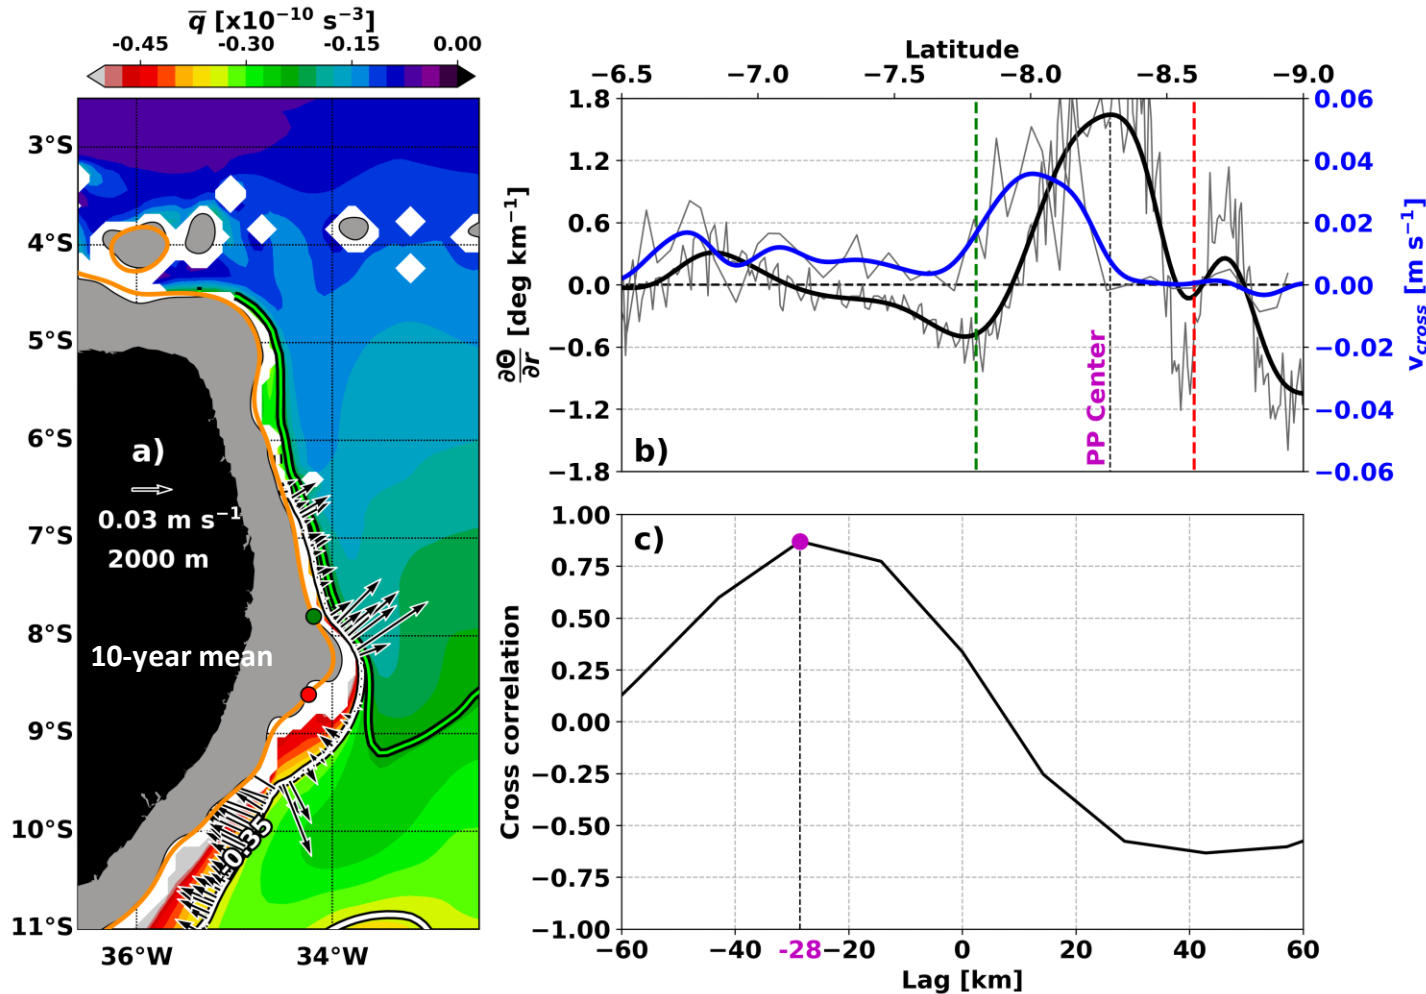 q̅ [x10⁻¹⁰ s⁻³]
−0.45 −0.30 −0.15 0.00
3°S
4°S
5°S
6°S
7°S
8°S
9°S
10°S
11°S
36°W 34°W
a)
0.03 m s⁻¹
2000 m
10-year mean
-0.35
Latitude
−6.5 −7.0 −7.5 −8.0 −8.5 −9.0
1.8
1.2
0.6
0.0
−0.6
−1.2
−1.8
∂Θ/∂r [deg km⁻¹]
b)
PP Center
0.06
0.04
0.02
0.00
−0.02
−0.04
−0.06
v_cross [m s⁻¹]
c)
1.00
0.75
0.50
0.25
0.00
−0.25
−0.50
−0.75
−1.00
Cross correlation
−60 −40 -28 −20 0 20 40 60
Lag [km]